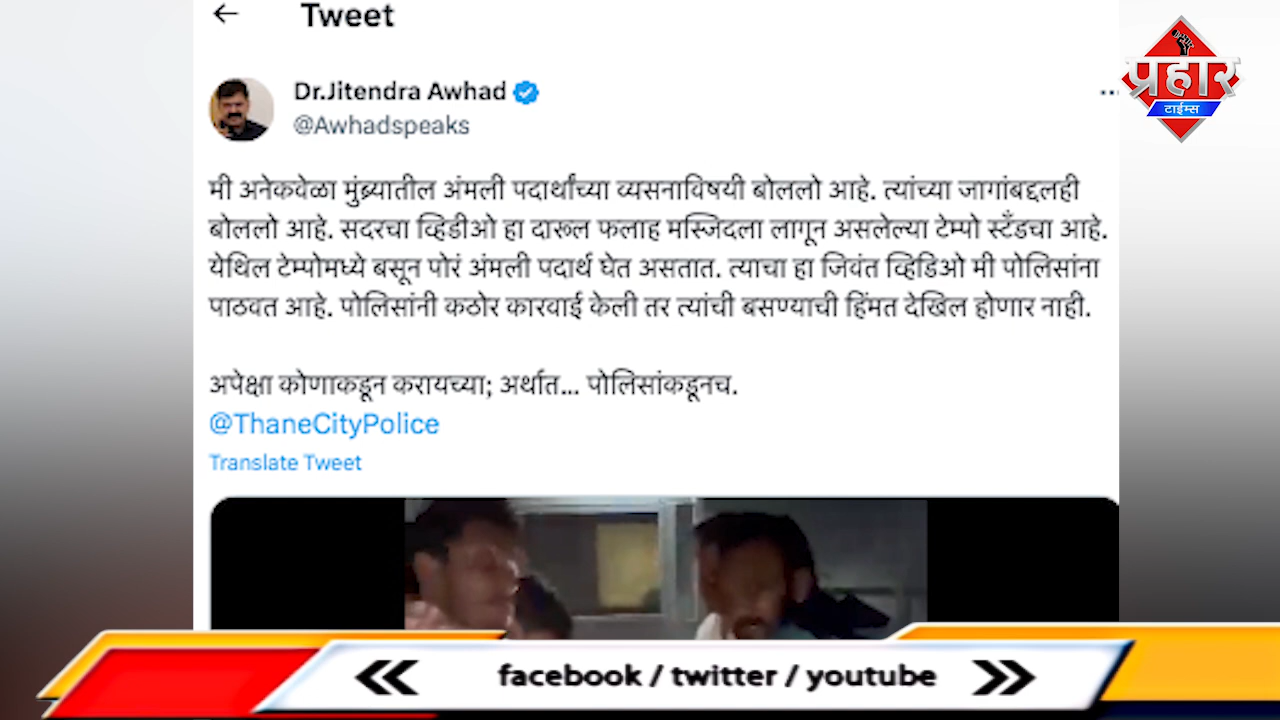 Tweet
Dr.Jitendra Awhad
@Awhadspeaks
प्रहार
टाईम्स
मी अनेकवेळा मुंब्र्यातील अंमली पदार्थांच्या व्यसनाविषयी बोललो आहे. त्यांच्या जागांबद्दलही
बोललो आहे. सदरचा व्हिडीओ हा दारूल फलाह मस्जिदला लागून असलेल्या टेम्पो स्टँडचा आहे.
येथिल टेम्पोमध्ये बसून पोरं अंमली पदार्थ घेत असतात. त्याचा हा जिवंत व्हिडिओ मी पोलिसांना
पाठवत आहे. पोलिसांनी कठोर कारवाई केली तर त्यांची बसण्याची हिंमत देखिल होणार नाही.
अपेक्षा कोणाकडून करायच्या; अर्थात... पोलिसांकडूनच.
@ThaneCityPolice
Translate Tweet
facebook / twitter / youtube